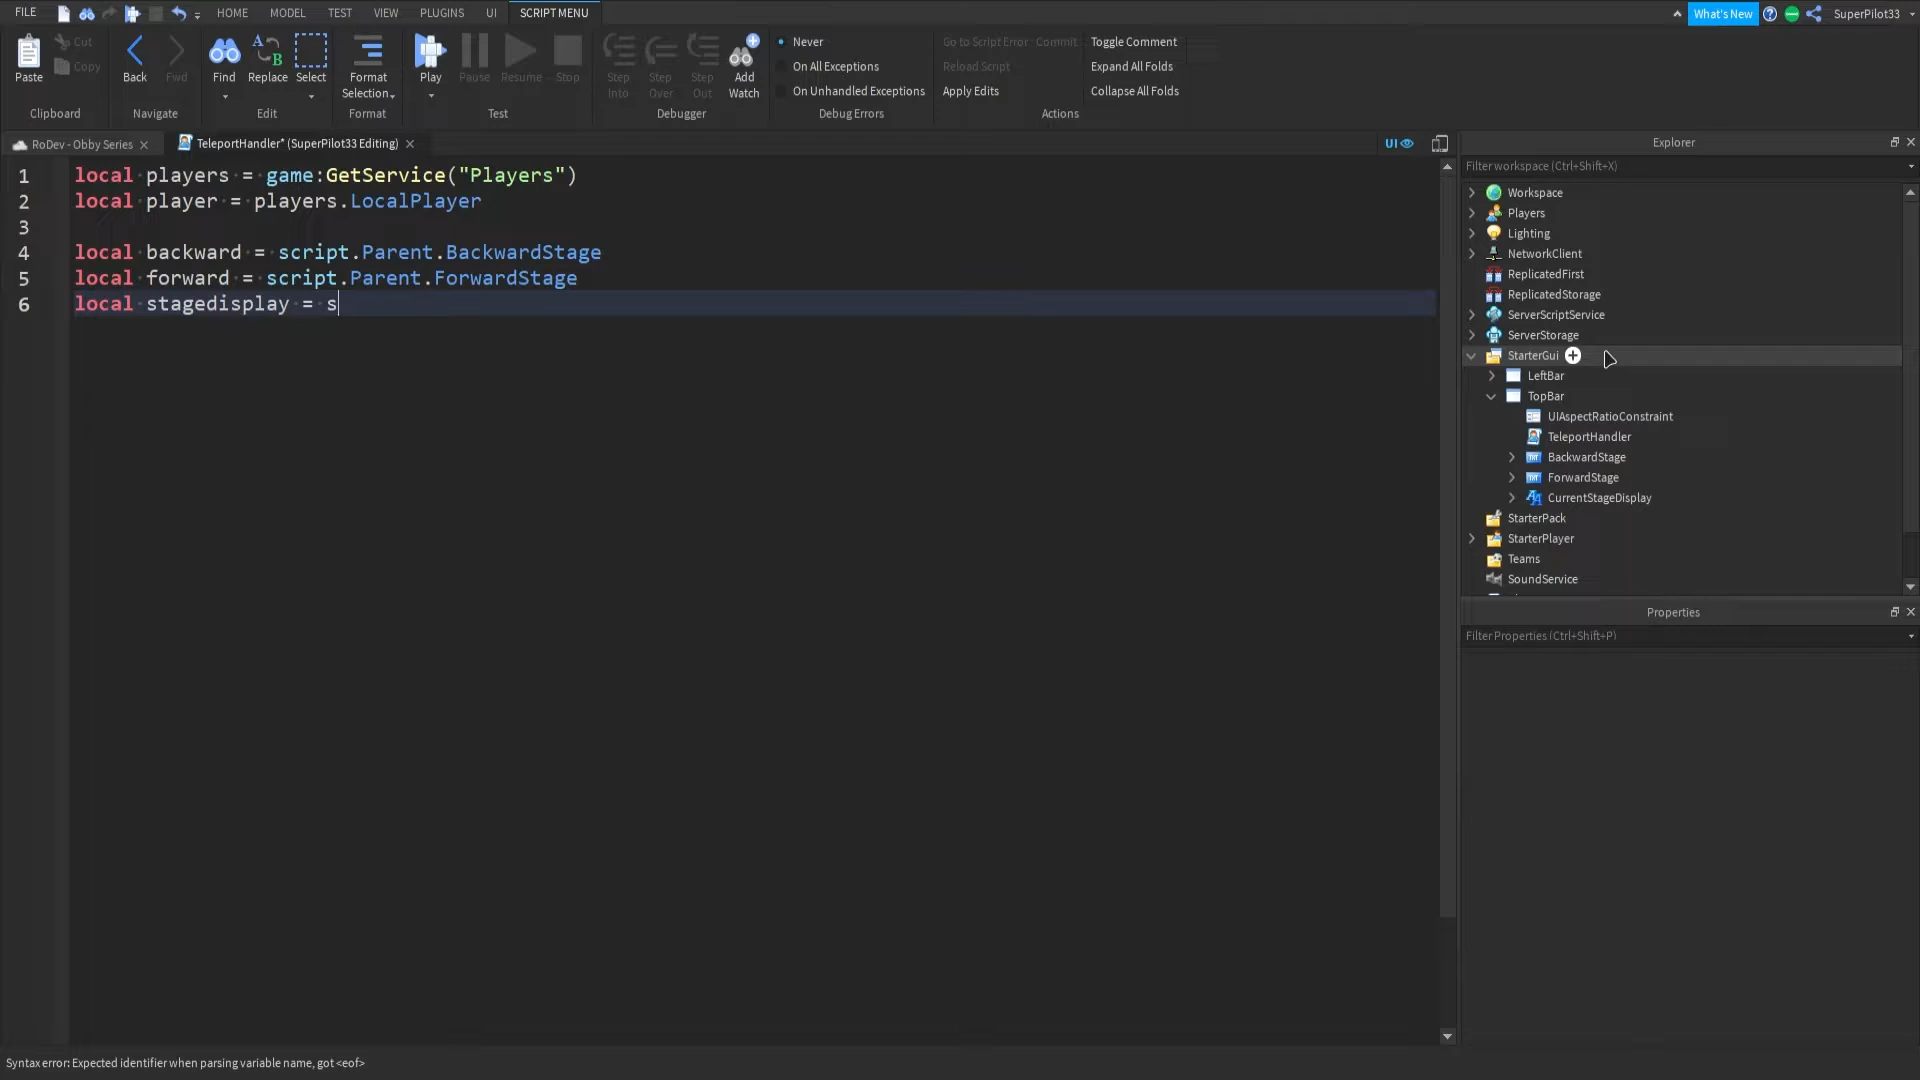 FILE HOME MODEL TEST VIEW PLUGINS UI SCRIPT MENU What's New SuperPilot33
Paste Cut Copy Back Fwd Find Replace Select Format Selection Play Pause Resume Stop Step Into Step Over Step Out Add Watch
Never
On All Exceptions
On Unhandled Exceptions
Go to Script Error Commit
Reload Script
Apply Edits
Toggle Comment
Expand All Folds
Collapse All Folds
Clipboard Navigate Edit Format Test Debugger Debug Errors Actions
RoDev - Obby Series TeleportHandler* (SuperPilot33 Editing) UI
1 local players = game:GetService("Players")
2 local player = players.LocalPlayer
3
4 local backward = script.Parent.BackwardStage
5 local forward = script.Parent.ForwardStage
6 local stagedisplay = s
Explorer
Filter workspace (Ctrl+Shift+X)
Workspace
Players
Lighting
NetworkClient
ReplicatedFirst
ReplicatedStorage
ServerScriptService
ServerStorage
StarterGui
LeftBar
TopBar
UIAspectRatioConstraint
TeleportHandler
BackwardStage
ForwardStage
CurrentStageDisplay
StarterPack
StarterPlayer
Teams
SoundService
Properties
Filter Properties (Ctrl+Shift+P)
Syntax error: Expected identifier when parsing variable name, got <eof>